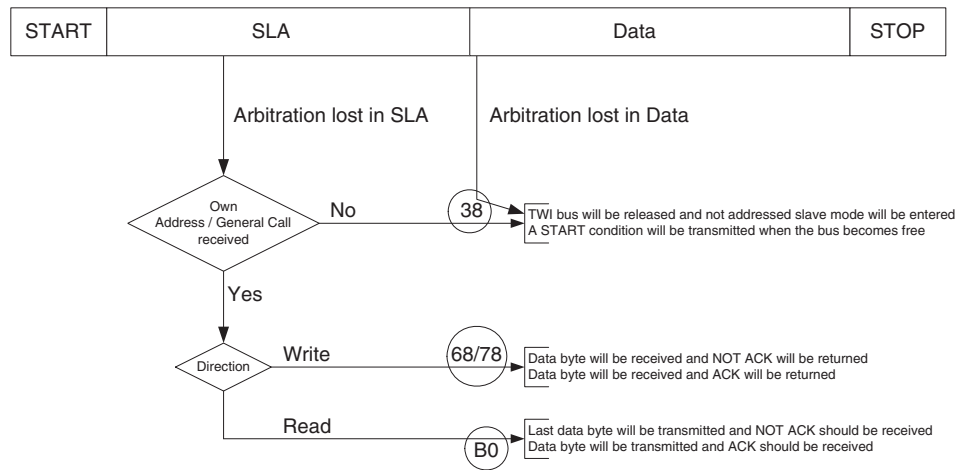 START
SLA
Data
STOP
Arbitration lost in SLA
Arbitration lost in Data
Own
Address / General Call
received
No
38
TWI bus will be released and not addressed slave mode will be entered
A START condition will be transmitted when the bus becomes free
Yes
Direction
Write
68/78
Data byte will be received and NOT ACK will be returned
Data byte will be received and ACK will be returned
Read
B0
Last data byte will be transmitted and NOT ACK should be received
Data byte will be transmitted and ACK should be received